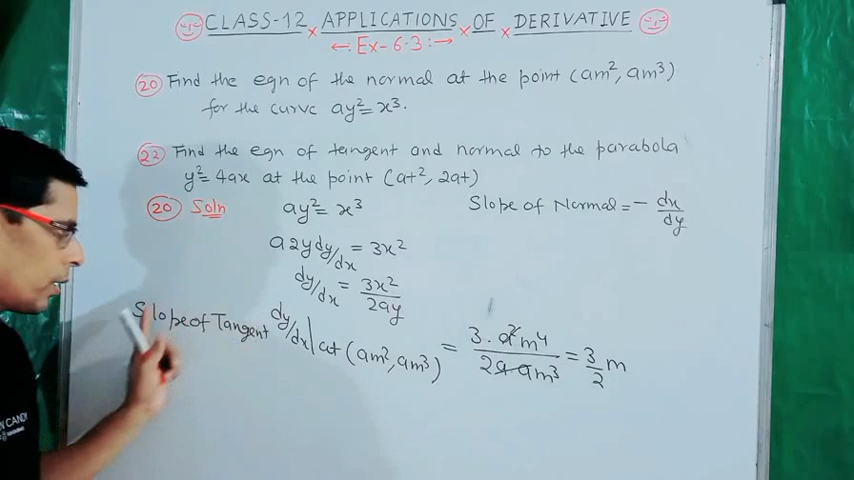 CLASS-12 × APPLICATIONS × OF × DERIVATIVE
← Ex-6.3:→
20 Find the eqn of the normal at the point (am², am³)
for the curve ay²=x³.
22 Find the eqn of tangent and normal to the parabola
y²=4ax at the point (at², 2at)
20 Soln ay²=x³ Slope of Normal=-dx/dy
a2ydy/dx=3x²
dy/dx=3x²/2ay
Slope of Tangent dy/dx| at (am²,am³) = 3·a²m⁴/2a·am³ = 3/2 m